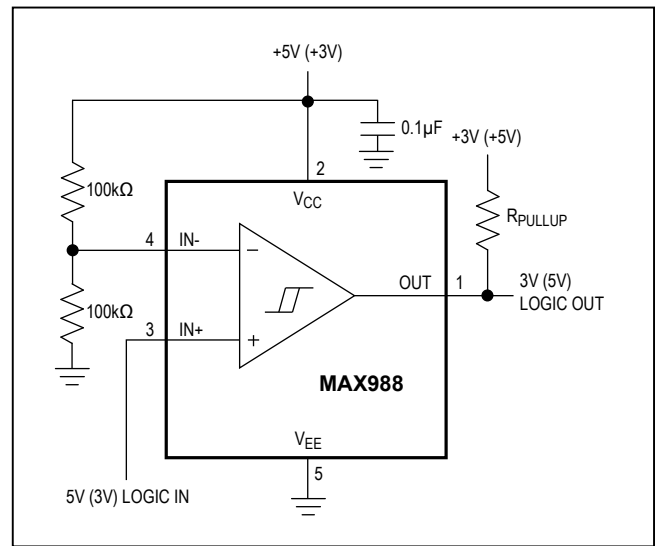 +5V (+3V)
0.1µF
+3V (+5V)
2
100kΩ
VCC
RPULLUP
4
IN-
−
OUT
1
3V (5V)
LOGIC OUT
100kΩ
3
IN+
+
MAX988
VEE
5
5V (3V) LOGIC IN